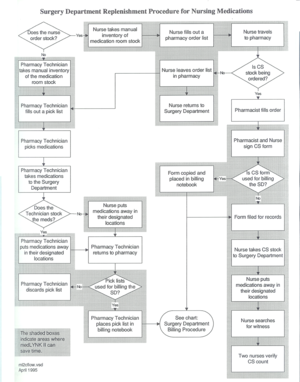 Surgery Department Replenishment Procedure for Nursing Medications
Does the nurse
order stock?
Yes
Nurse takes manual
inventory of
medication room stock
Nurse fills out a
pharmacy order list
Nurse travels
to pharmacy
No
Pharmacy Technician
takes manual inventory
of the medication
room stock
Nurse leaves order list
in pharmacy
No
Is CS
stock being
ordered?
Yes
Pharmacy Technician
fills out a pick list
Nurse returns to
Surgery Department
Pharmacist fills order
Pharmacy Technician
picks medications
Pharmacist and Nurse
sign CS form
Pharmacy Technician
takes medications
to the Surgery
Department
Form copied and
placed in billing
notebook
Yes
Is CS form
used for billing
the SD?
No
Does the
Technician stock
the meds?
No
Nurse puts
medications away in
their designated
locations
Form filed for records
Yes
Pharmacy Technician
puts medications away
in their designated
locations
Pharmacy Technician
returns to pharmacy
Nurse takes CS stock
to Surgery Department
Pharmacy Technician
discards pick list
No
Pick lists
used for billing the
SD?
Nurse puts
medications away in
their designated
locations
Yes
The shaded boxes
indicate areas where
medLYNK II can
save time.
Pharmacy Technician
places pick list in
billing notebook
See chart:
Surgery Department
Billing Procedure
Nurse searches
for witness
Two nurses verify
CS count
April 1995